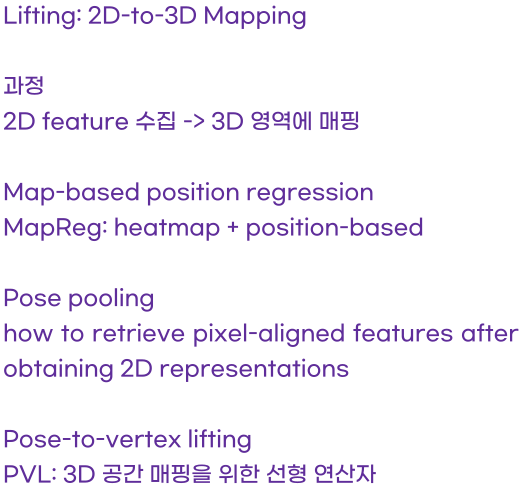 Lifting: 2D-to-3D Mapping
과정
2D feature 수집 -> 3D 영역에 매핑
Map-based position regression
MapReg: heatmap + position-based
Pose pooling
how to retrieve pixel-aligned features after
obtaining 2D representations
Pose-to-vertex lifting
PVL: 3D 공간 매핑을 위한 선형 연산자